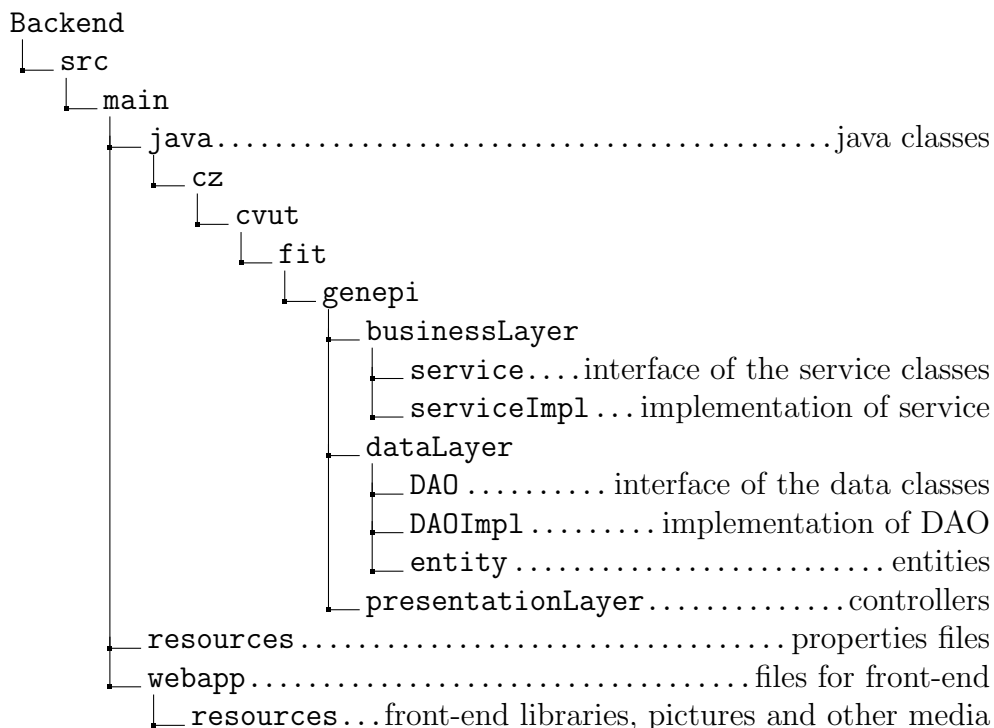 Backend
src
main
java..........................................java classes
cz
cvut
fit
genepi
businessLayer
service....interface of the service classes
serviceImpl...implementation of service
dataLayer
DAO..........interface of the data classes
DAOImpl.........implementation of DAO
entity..........................entities
presentationLayer..............controllers
resources.................................properties files
webapp..................................files for front-end
resources...front-end libraries, pictures and other media